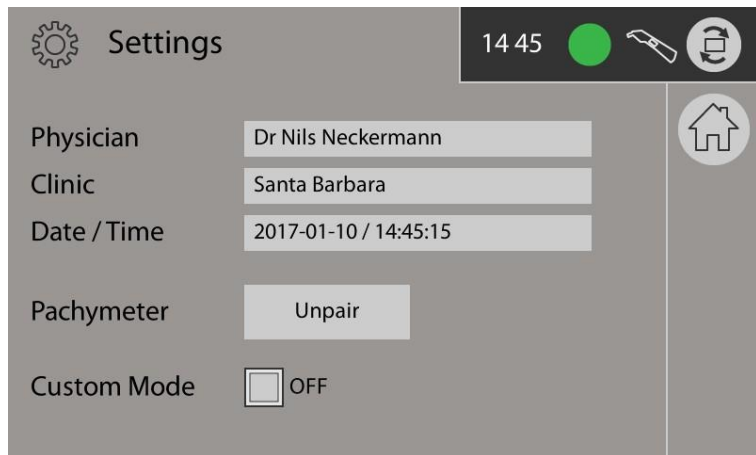 Settings
14 45
Physician Dr Nils Neckermann
Clinic Santa Barbara
Date / Time 2017-01-10 / 14:45:15
Pachymeter Unpair
Custom Mode OFF